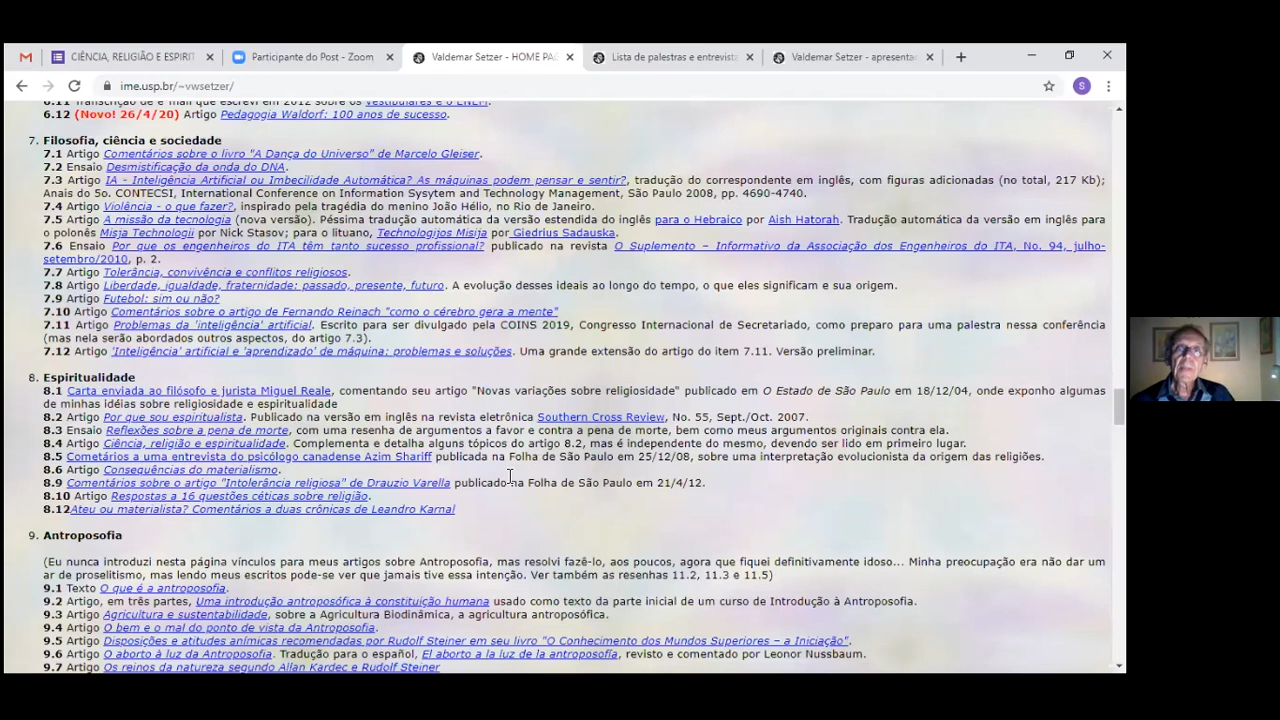 CIÊNCIA, RELIGIÃO E ESPIRIT
Participante do Post - Zoom
Valdemar Setzer - HOME PAG
Lista de palestras e entrevista
Valdemar Setzer - apresenta
ime.usp.br/~vwsetzer/
S
6.11 Transcrição de e-mail que escrevi em 2012 sobre os vestibulares e o ENEM.
6.12 (Novo! 26/4/20) Artigo Pedagogia Waldorf: 100 anos de sucesso.
7. Filosofia, ciência e sociedade
7.1 Artigo Comentários sobre o livro "A Dança do Universo" de Marcelo Gleiser.
7.2 Ensaio Desmistificação da onda do DNA.
7.3 Artigo IA - Inteligência Artificial ou Imbecilidade Automática? As máquinas podem pensar e sentir?, tradução do correspondente em inglês, com figuras adicionadas (no total, 217 Kb);
Anais do So. CONTECSI, International Conference on Information Sysytem and Technology Management, São Paulo 2008, pp. 4690-4740.
7.4 Artigo Violência - o que fazer?, inspirado pela tragédia do menino João Hélio, no Rio de Janeiro.
7.5 Artigo A missão da tecnologia (nova versão). Péssima tradução automática da versão estendida do inglês para o Hebraico por Aish Hatorah. Tradução automática da versão em inglês para
o polonês Misja Technologii por Nick Stasov; para o lituano, Technologijos Misija por Giedrius Sadauska.
7.6 Ensaio Por que os engenheiros do ITA têm tanto sucesso profissional? publicado na revista O Suplemento – Informativo da Associação dos Engenheiros do ITA, No. 94, julho-
setembro/2010, p. 2.
7.7 Artigo Tolerância, convivência e conflitos religiosos.
7.8 Artigo Liberdade, igualdade, fraternidade: passado, presente, futuro. A evolução desses ideais ao longo do tempo, o que eles significam e sua origem.
7.9 Artigo Futebol: sim ou não?
7.10 Artigo Comentários sobre o artigo de Fernando Reinach "como o cérebro gera a mente"
7.11 Artigo Problemas da 'inteligência' artificial. Escrito para ser divulgado pela COINS 2019, Congresso Internacional de Secretariado, como preparo para uma palestra nessa conferência
(mas nela serão abordados outros aspectos, do artigo 7.3).
7.12 Artigo 'Inteligência' artificial e 'aprendizado' de máquina: problemas e soluções. Uma grande extensão do artigo do item 7.11. Versão preliminar.
8. Espiritualidade
8.1 Carta enviada ao filósofo e jurista Miguel Reale, comentando seu artigo "Novas variações sobre religiosidade" publicado em O Estado de São Paulo em 18/12/04, onde exponho algumas
de minhas idéias sobre religiosidade e espiritualidade
8.2 Artigo Por que sou espiritualista. Publicado na versão em inglês na revista eletrônica Southern Cross Review, No. 55, Sept./Oct. 2007.
8.3 Ensaio Reflexões sobre a pena de morte, com uma resenha de argumentos a favor e contra a pena de morte, bem como meus argumentos originais contra ela.
8.4 Artigo Ciência, religião e espiritualidade. Complementa e detalha alguns tópicos do artigo 8.2, mas é independente do mesmo, devendo ser lido em primeiro lugar.
8.5 Cometários a uma entrevista do psicólogo canadense Azim Shariff publicada na Folha de São Paulo em 25/12/08, sobre uma interpretação evolucionista da origem das religiões.
8.6 Artigo Consequências do materialismo.
8.9 Comentários sobre o artigo "Intolerância religiosa" de Drauzio Varella publicado na Folha de São Paulo em 21/4/12.
8.10 Artigo Respostas a 16 questões céticas sobre religião.
8.12Ateu ou materialista? Comentários a duas crônicas de Leandro Karnal
9. Antroposofia
(Eu nunca introduzi nesta página vínculos para meus artigos sobre Antroposofia, mas resolvi fazê-lo, aos poucos, agora que fiquei definitivamente idoso... Minha preocupação era não dar um
ar de proselitismo, mas lendo meus escritos pode-se ver que jamais tive essa intenção. Ver também as resenhas 11.2, 11.3 e 11.5)
9.1 Texto O que é a antroposofia.
9.2 Artigo, em três partes, Uma introdução antroposófica à constituição humana usado como texto da parte inicial de um curso de Introdução à Antroposofia.
9.3 Artigo Agricultura e sustentabilidade, sobre a Agricultura Biodinâmica, a agricultura antroposófica.
9.4 Artigo O bem e o mal do ponto de vista da Antroposofia.
9.5 Artigo Disposições e atitudes anímicas recomendadas por Rudolf Steiner em seu livro "O Conhecimento dos Mundos Superiores – a Iniciação".
9.6 Artigo O aborto à luz da Antroposofia. Tradução para o español, El aborto a la luz de la antroposofía, revisto e comentado por Leonor Nussbaum.
9.7 Artigo Os reinos da natureza segundo Allan Kardec e Rudolf Steiner